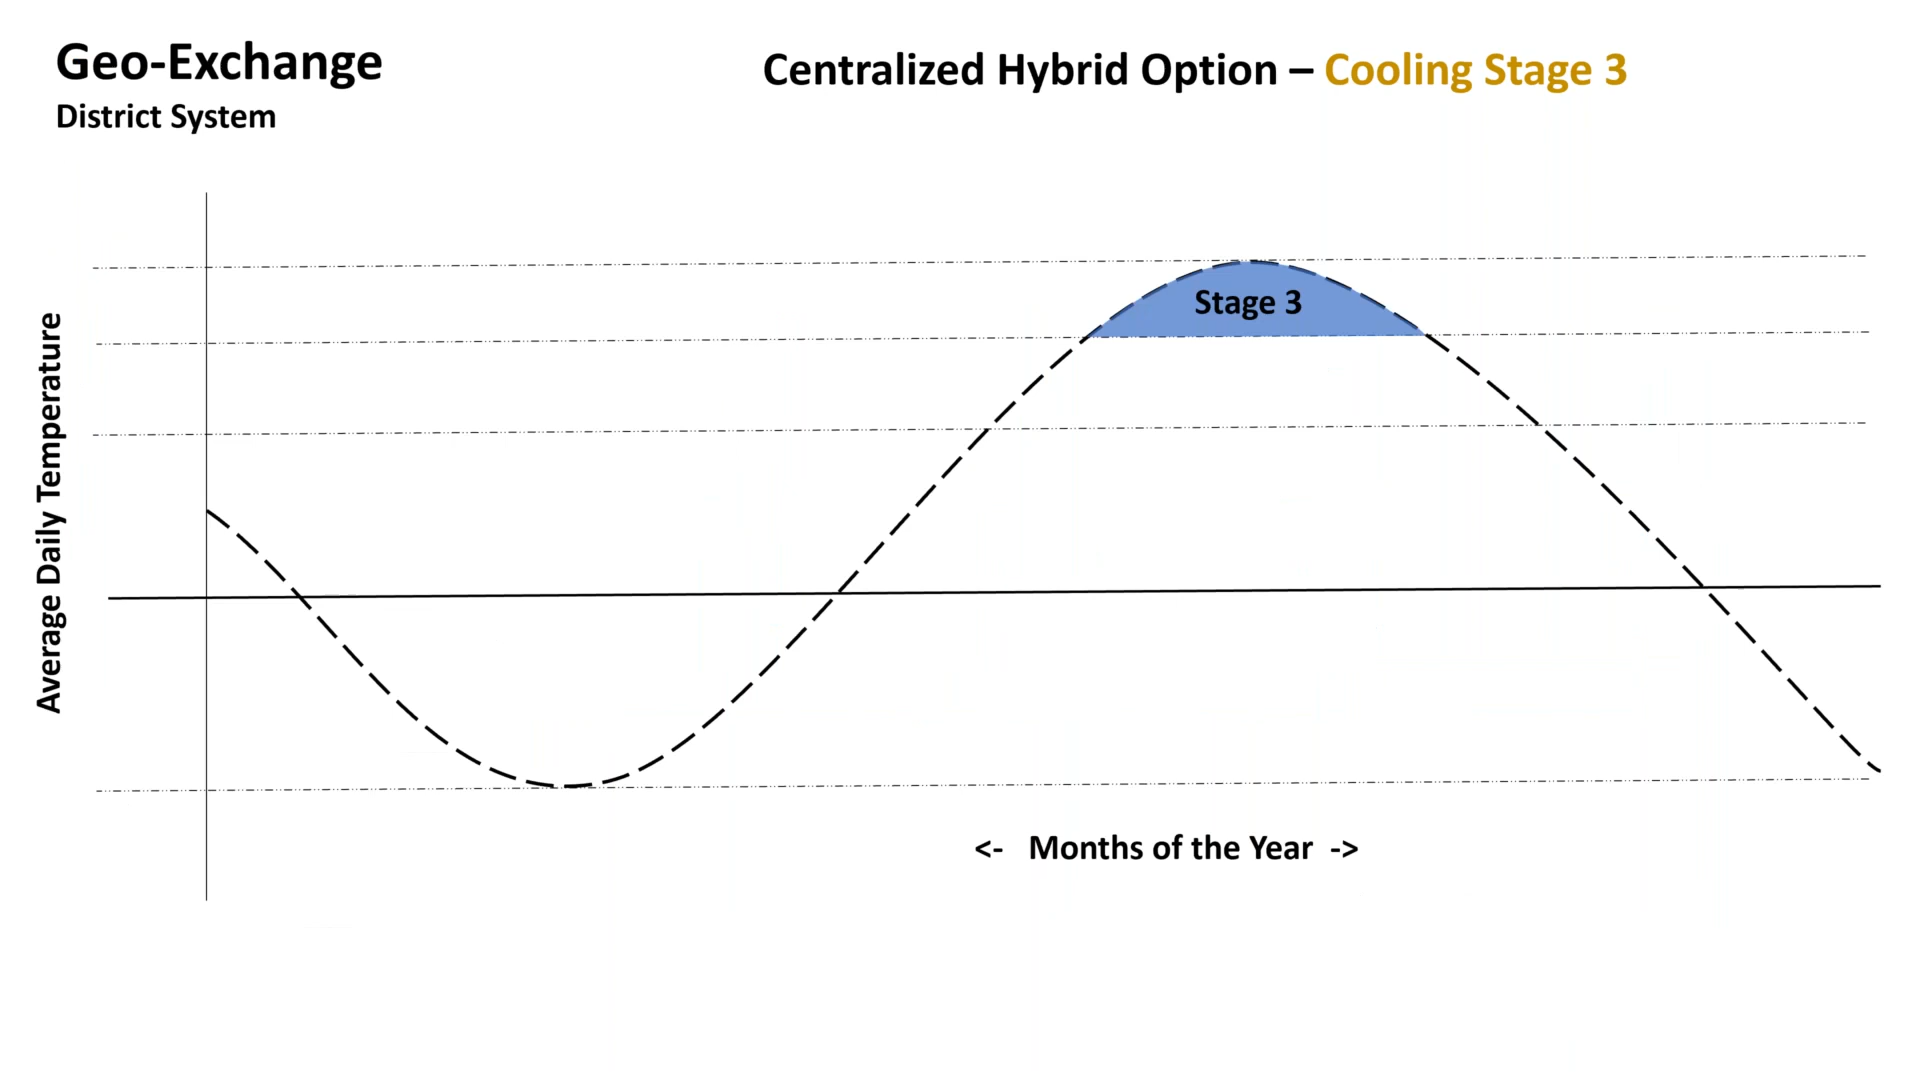 Geo-Exchange
District System
Centralized Hybrid Option – Cooling Stage 3
Stage 3
Average Daily Temperature
<- Months of the Year ->